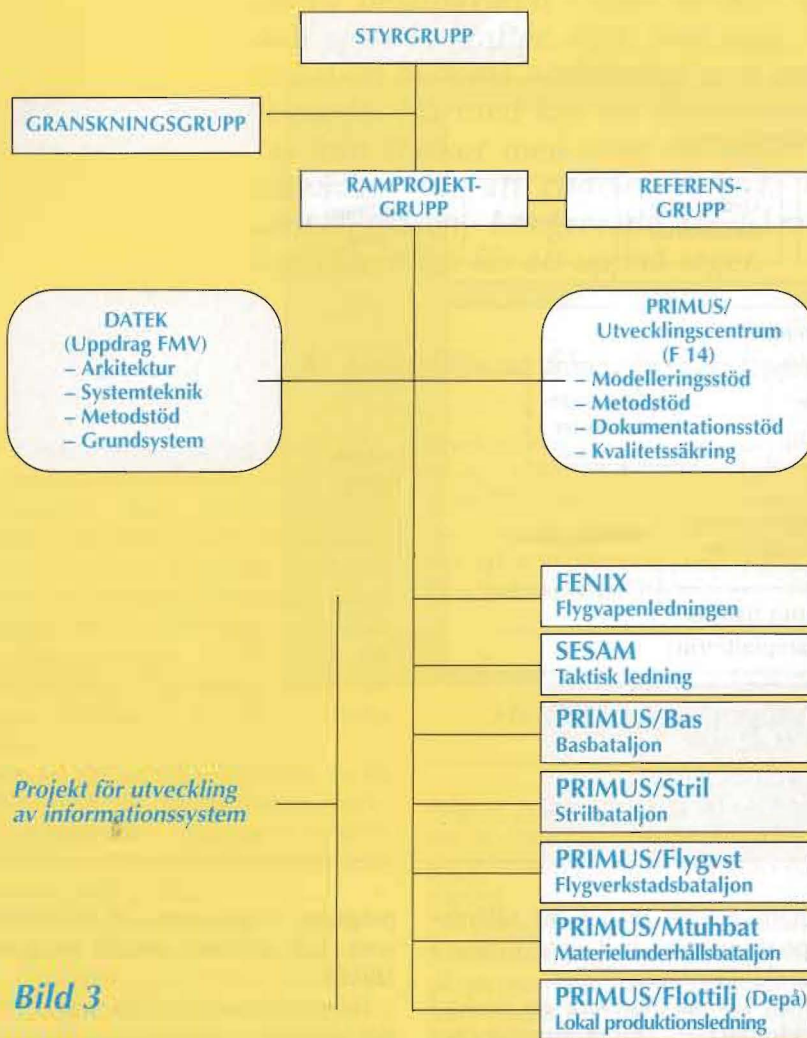 STYRGRUPP
GRANSKNINGSGRUPP
RAMPROJEKT-
GRUPP
REFERENS-
GRUPP
DATEK
(Uppdrag FMV)
– Arkitektur
– Systemteknik
– Metodstöd
– Grundsystem
PRIMUS/
Utvecklingscentrum
(F 14)
– Modelleringsstöd
– Metodstöd
– Dokumentationsstöd
– Kvalitetssäkring
FENIX
Flygvapenledningen
SESAM
Taktisk ledning
PRIMUS/Bas
Basbataljon
PRIMUS/Stril
Strilbataljon
PRIMUS/Flygvst
Flygverkstadsbataljon
PRIMUS/Mtuhbat
Materielunderhållsbataljon
PRIMUS/Flottilj (Depå)
Lokal produktionsledning
Projekt för utveckling
av informationssystem
Bild 3